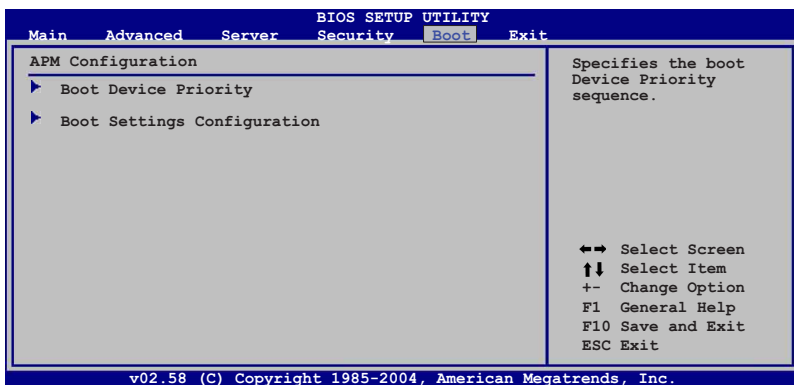 BIOS SETUP UTILITY
Main Advanced Server Security Boot Exit
APM Configuration
Boot Device Priority
Boot Settings Configuration
Specifies the boot
Device Priority
sequence.
←→ Select Screen
↑↓ Select Item
+- Change Option
F1 General Help
F10 Save and Exit
ESC Exit
v02.58 (C) Copyright 1985-2004, American Megatrends, Inc.